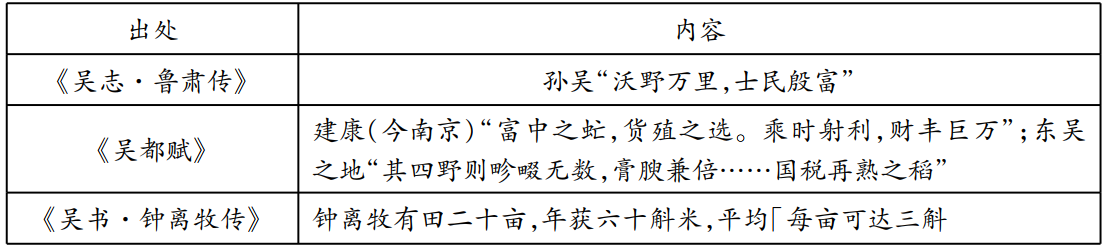 出处 内容
《吴志·鲁肃传》 孙吴“沃野万里,士民殷富”
《吴都赋》 建康(今南京)“富中之虻,货殖之选。乘时射利,财丰巨万”;东吴
之地“其四野则畛畷无数,膏腴兼倍……国税再熟之稻”
《吴书·钟离牧传》 钟离牧有田二十亩,年获六十斛米,平均「每亩可达三斛